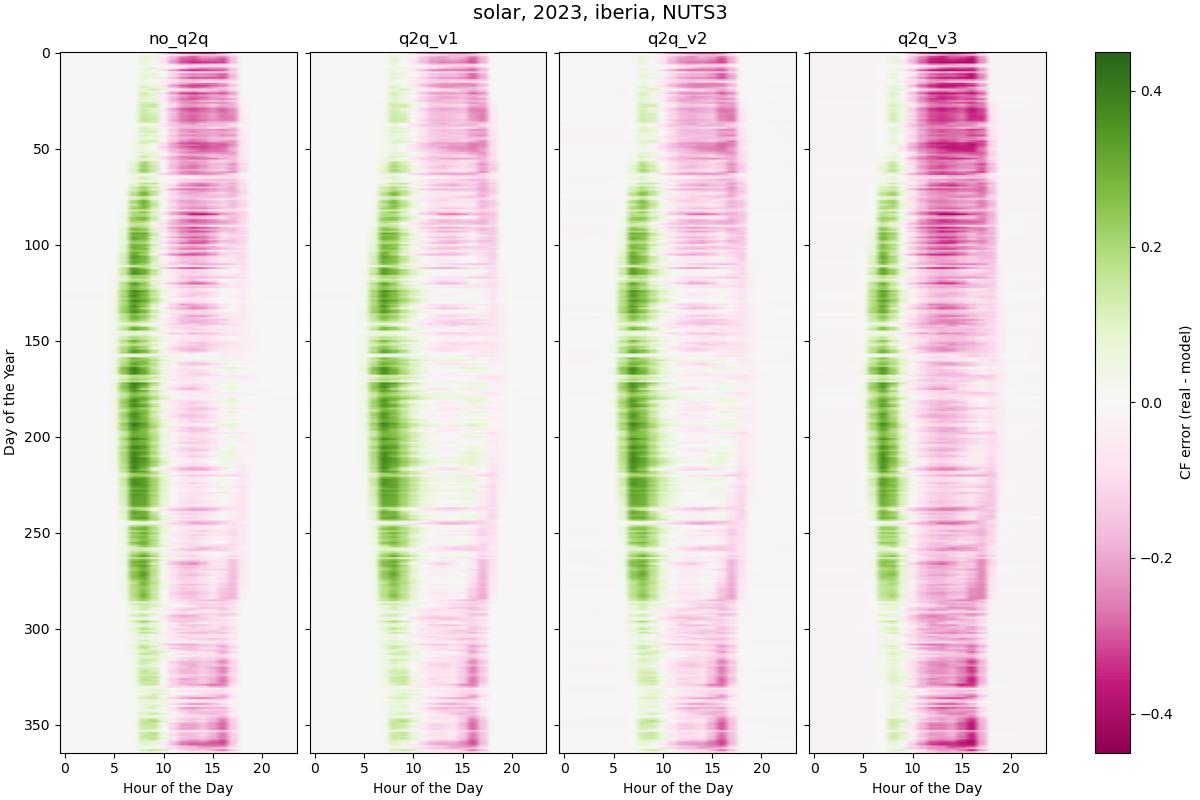 solar, 2023, iberia, NUTS3
no_q2q
q2q_v1
q2q_v2
q2q_v3
Day of the Year
0
50
100
150
200
250
300
350
0 5 10 15 20
0 5 10 15 20
0 5 10 15 20
0 5 10 15 20
Hour of the Day
Hour of the Day
Hour of the Day
Hour of the Day
0.4
0.2
0.0
−0.2
−0.4
CF error (real - model)